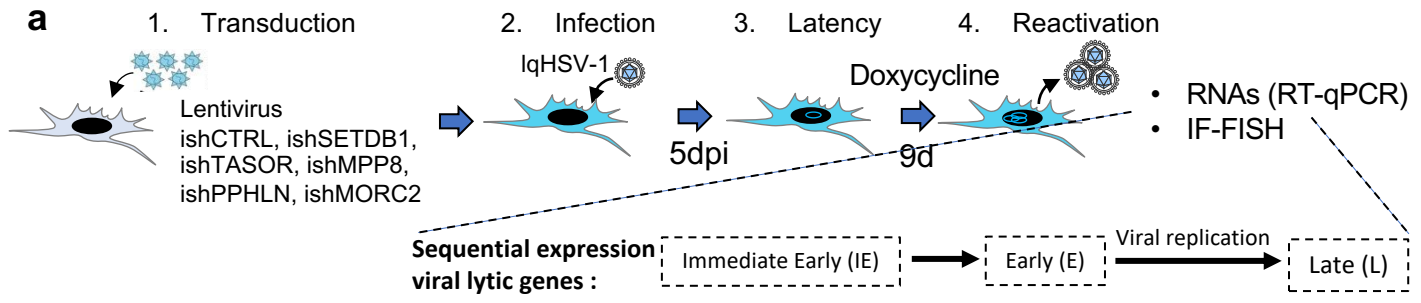 a
1. Transduction
2. Infection
3. Latency
4. Reactivation
lqHSV-1
Doxycycline
Lentivirus
ishCTRL, ishSETDB1,
ishTASOR, ishMPP8,
ishPPHLN, ishMORC2
5dpi
9d
• RNAs (RT-qPCR)
• IF-FISH
Sequential expression
viral lytic genes :
Immediate Early (IE)
Early (E)
Viral replication
Late (L)